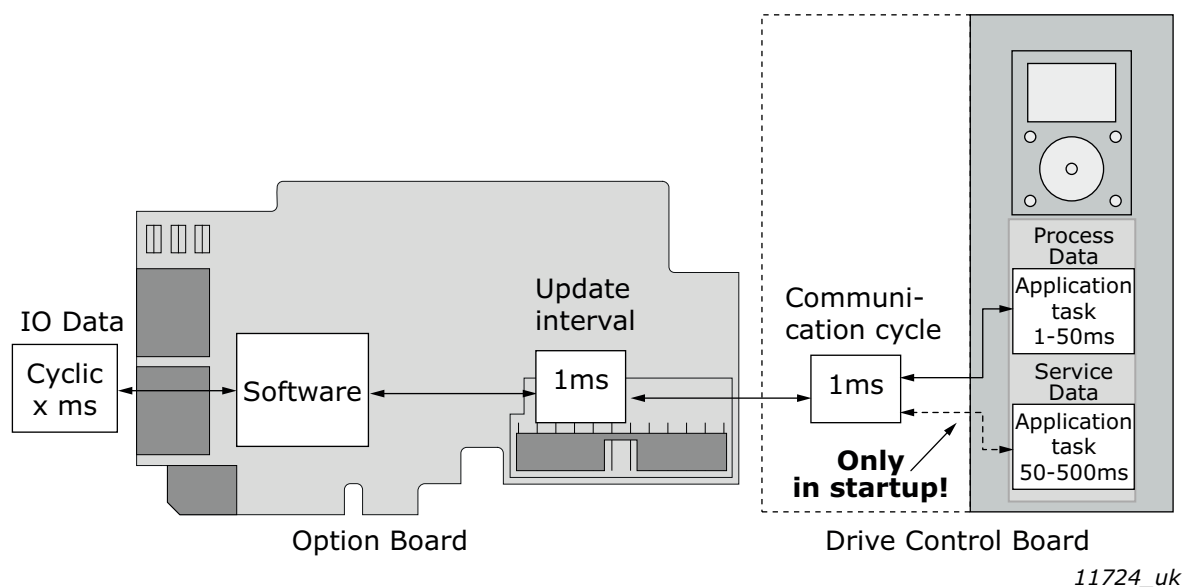 IO Data
Cyclic
x ms
Software
Update
interval
1ms
Option Board
Communi-
cation cycle
1ms
Only
in startup!
Process
Data
Application
task
1-50ms
Service
Data
Application
task
50-500ms
Drive Control Board
11724_uk